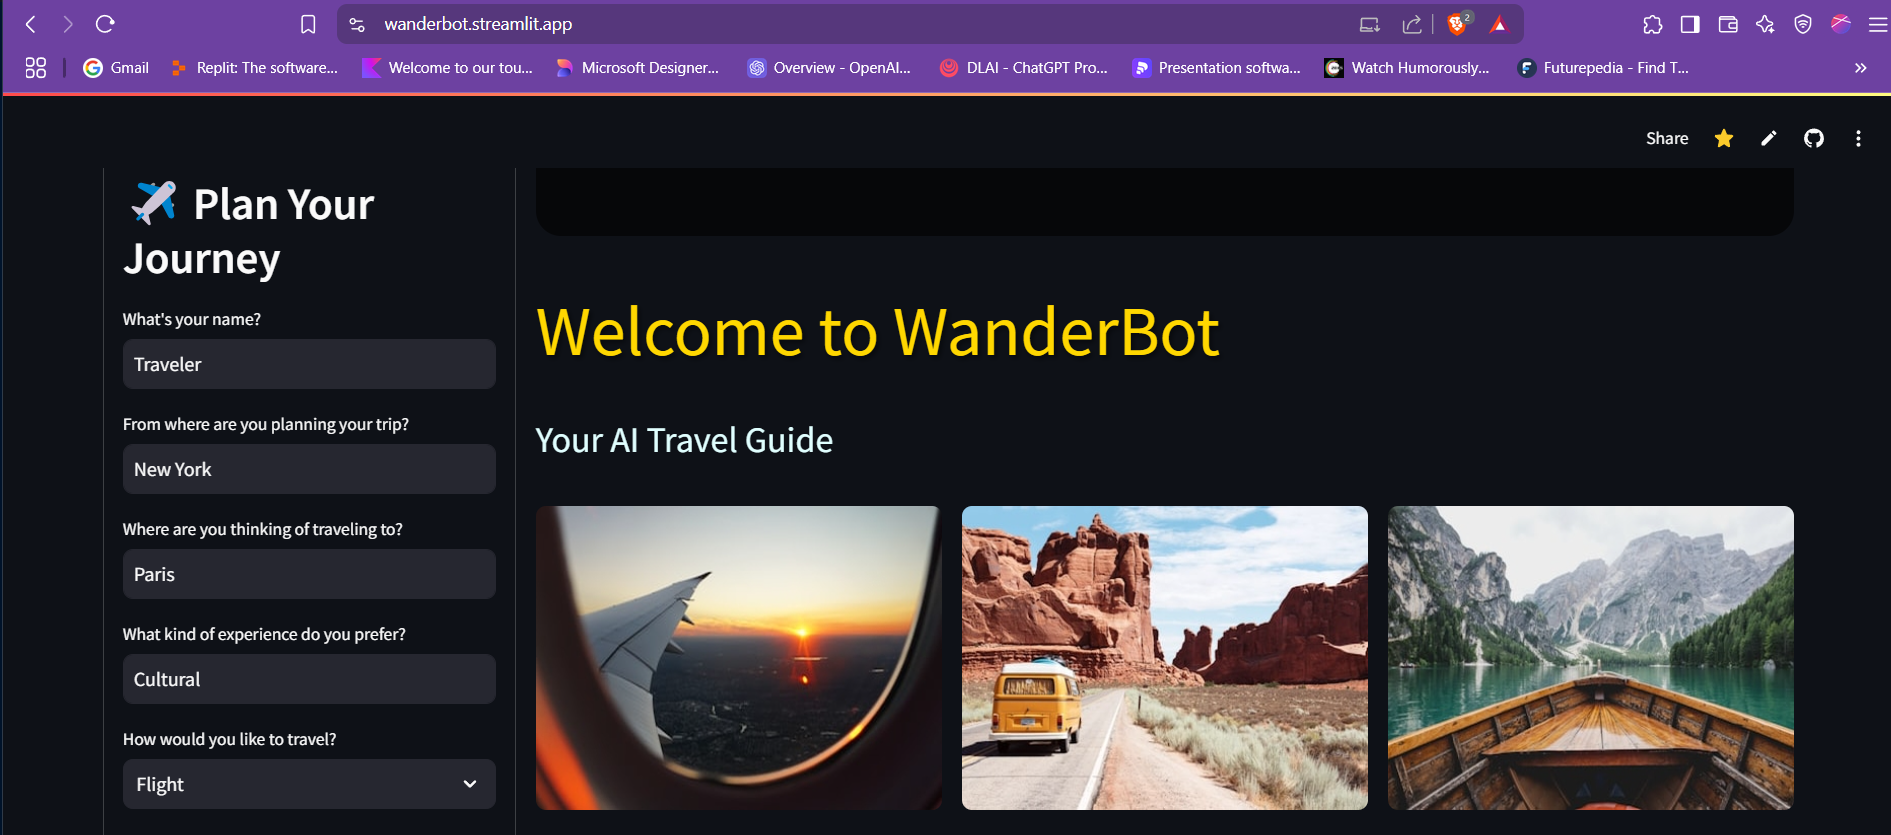 wanderbot.streamlit.app
2
Gmail
Replit: The software...
Welcome to our tou...
Microsoft Designer...
Overview - OpenAI...
DLAI - ChatGPT Pro...
Presentation softwa...
Watch Humorously...
Futurepedia - Find T...
Share
Plan Your
Journey
What's your name?
Traveler
From where are you planning your trip?
New York
Where are you thinking of traveling to?
Paris
What kind of experience do you prefer?
Cultural
How would you like to travel?
Flight
Welcome to WanderBot
Your AI Travel Guide